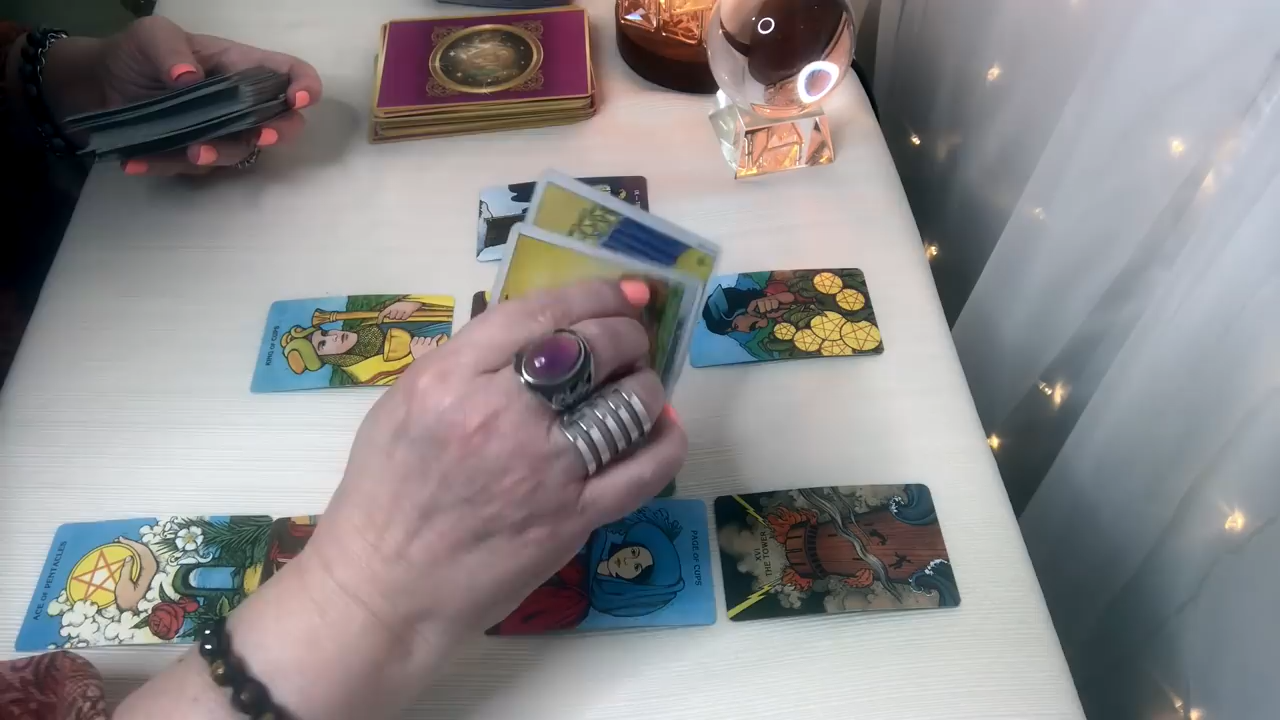 KING OF CUPS
ACE OF PENTACLES
PAGE OF CUPS
XVI
THE TOWER